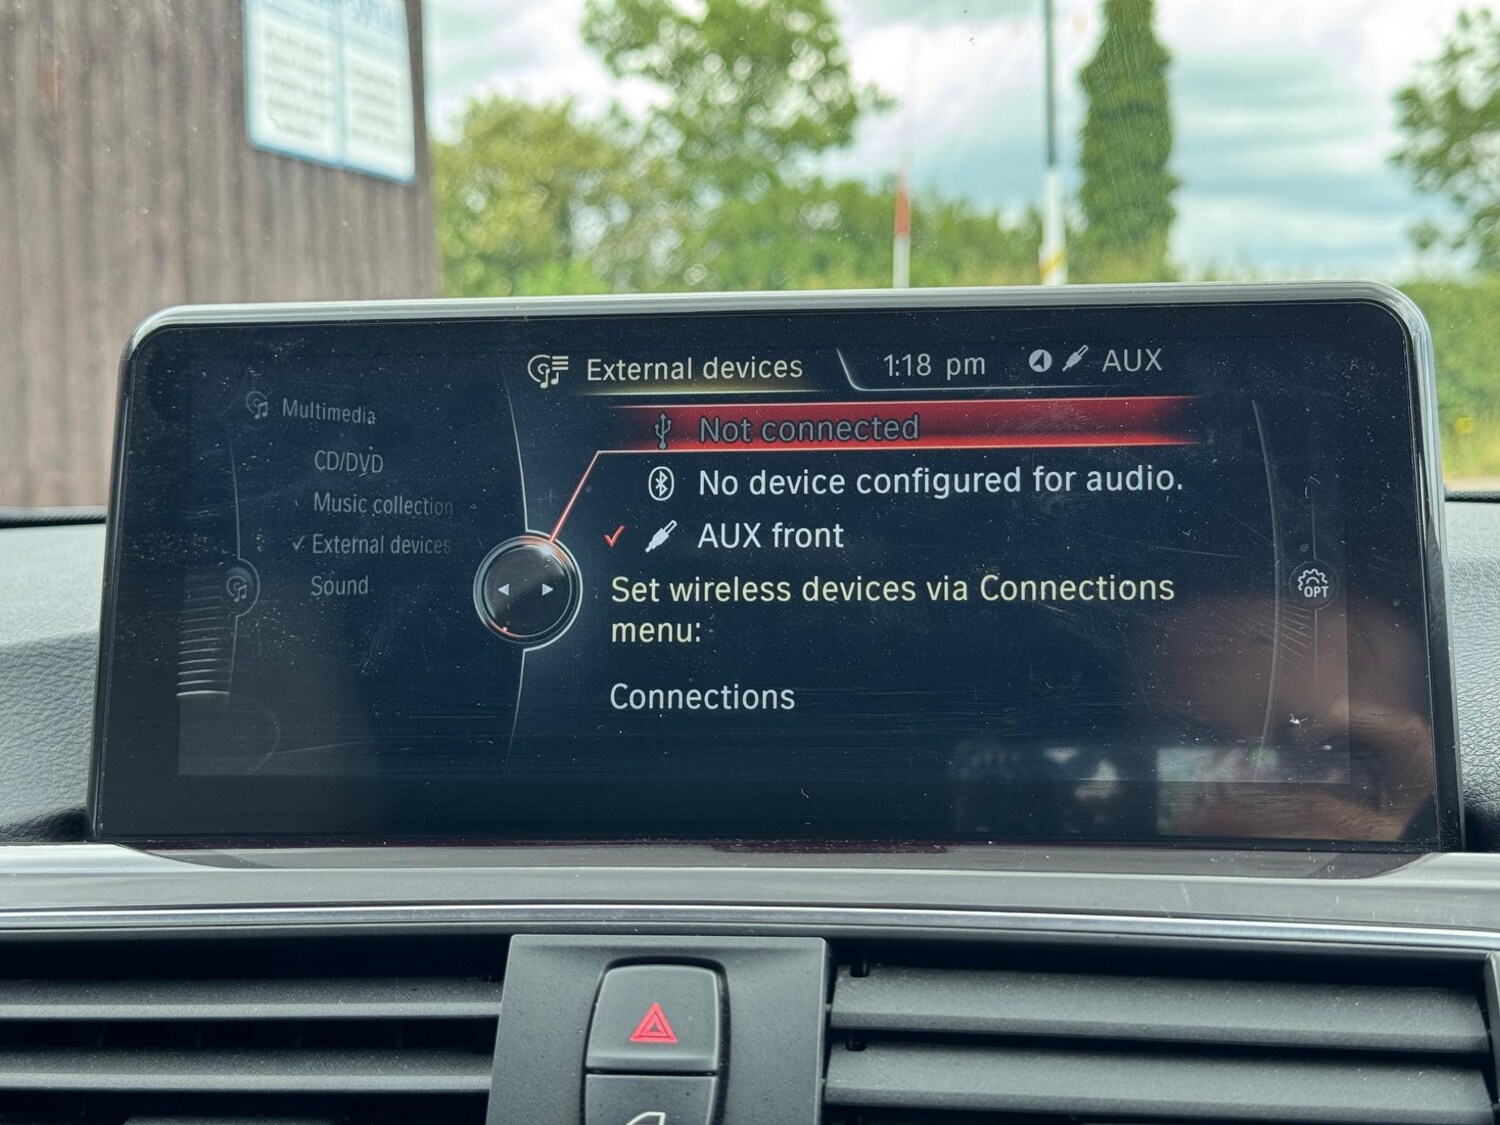 External devices
1:18 pm
AUX
Multimedia
CD/DVD
Music collection
External devices
Sound
Not connected
No device configured for audio.
AUX front
Set wireless devices via Connections
menu:
Connections
OPT